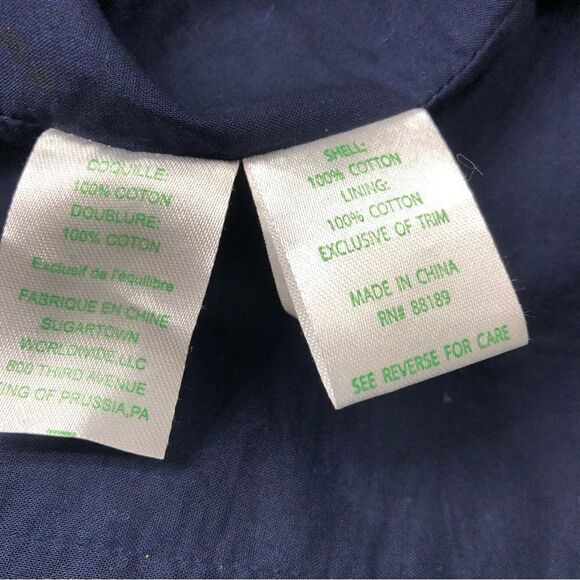 COQUILLE:
100% COTON
DOUBLURE:
100% COTON
Exclusif de l'équilibre
FABRIQUE EN CHINE
SUGARTOWN
WORLDWIDE,LLC
800 THIRD AVENUE
ING OF PRUSSIA,PA
SHELL:
100% COTTON
LINING:
100% COTTON
EXCLUSIVE OF TRIM
MADE IN CHINA
RN# 88189
SEE REVERSE FOR CARE